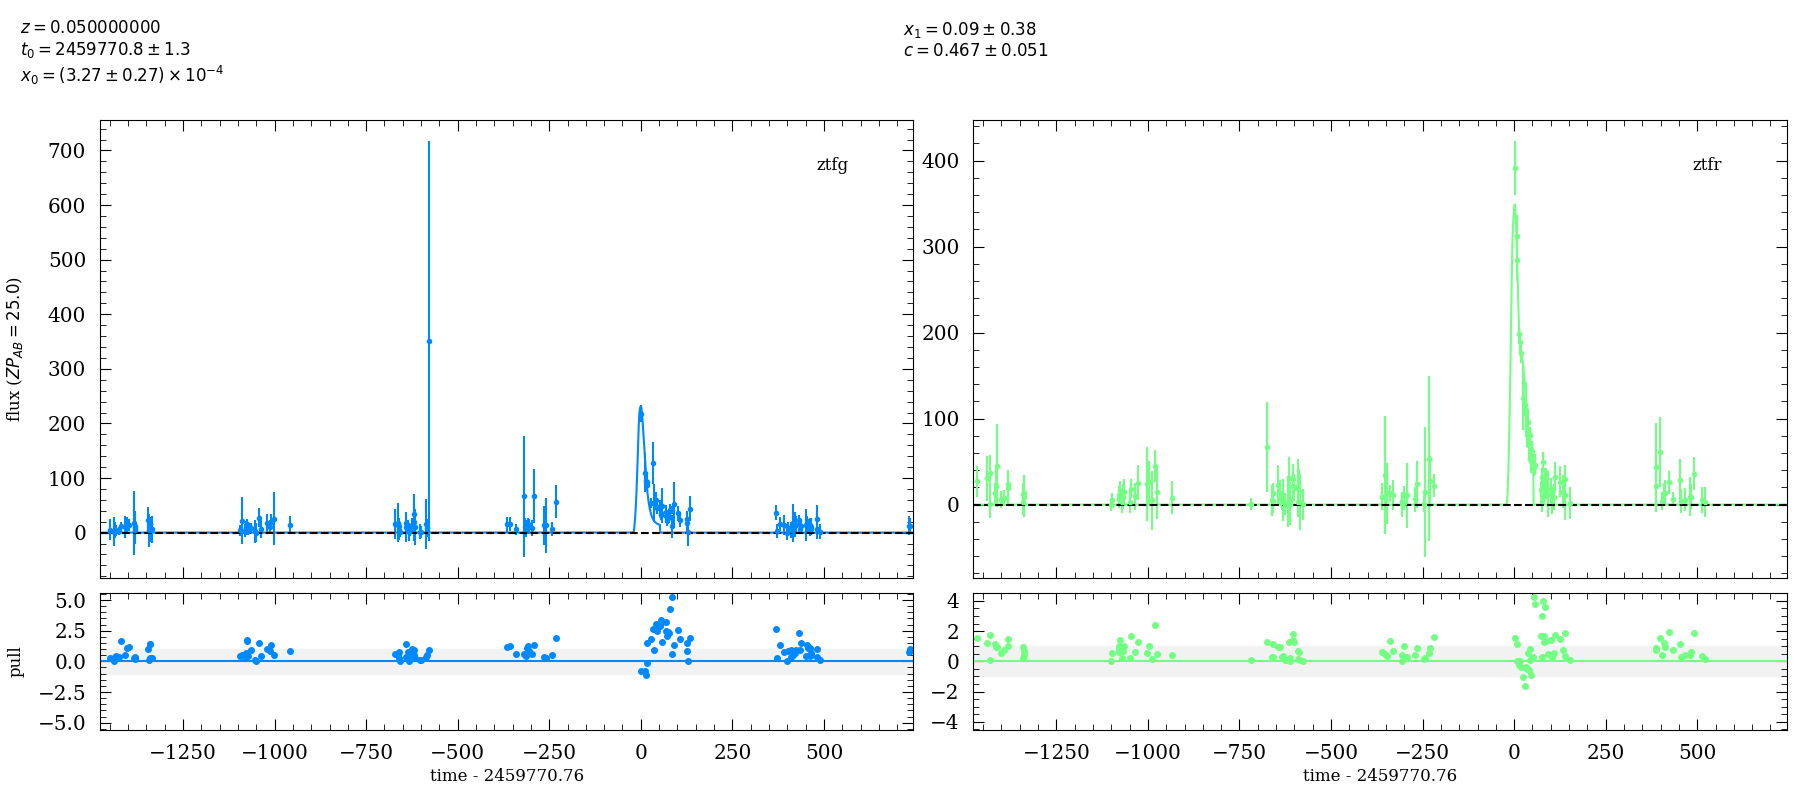 z = 0.050000000
t₀ = 2459770.8 ± 1.3
x₀ = (3.27 ± 0.27) × 10⁻⁴
x₁ = 0.09 ± 0.38
c = 0.467 ± 0.051
ztfg
700
600
500
400
300
200
100
0
flux (ZP_AB = 25.0)
ztfr
400
300
200
100
0
5.0
2.5
0.0
−2.5
−5.0
pull
−1250 −1000 −750 −500 −250 0 250 500
time - 2459770.76
4
2
0
−2
−4
−1250 −1000 −750 −500 −250 0 250 500
time - 2459770.76